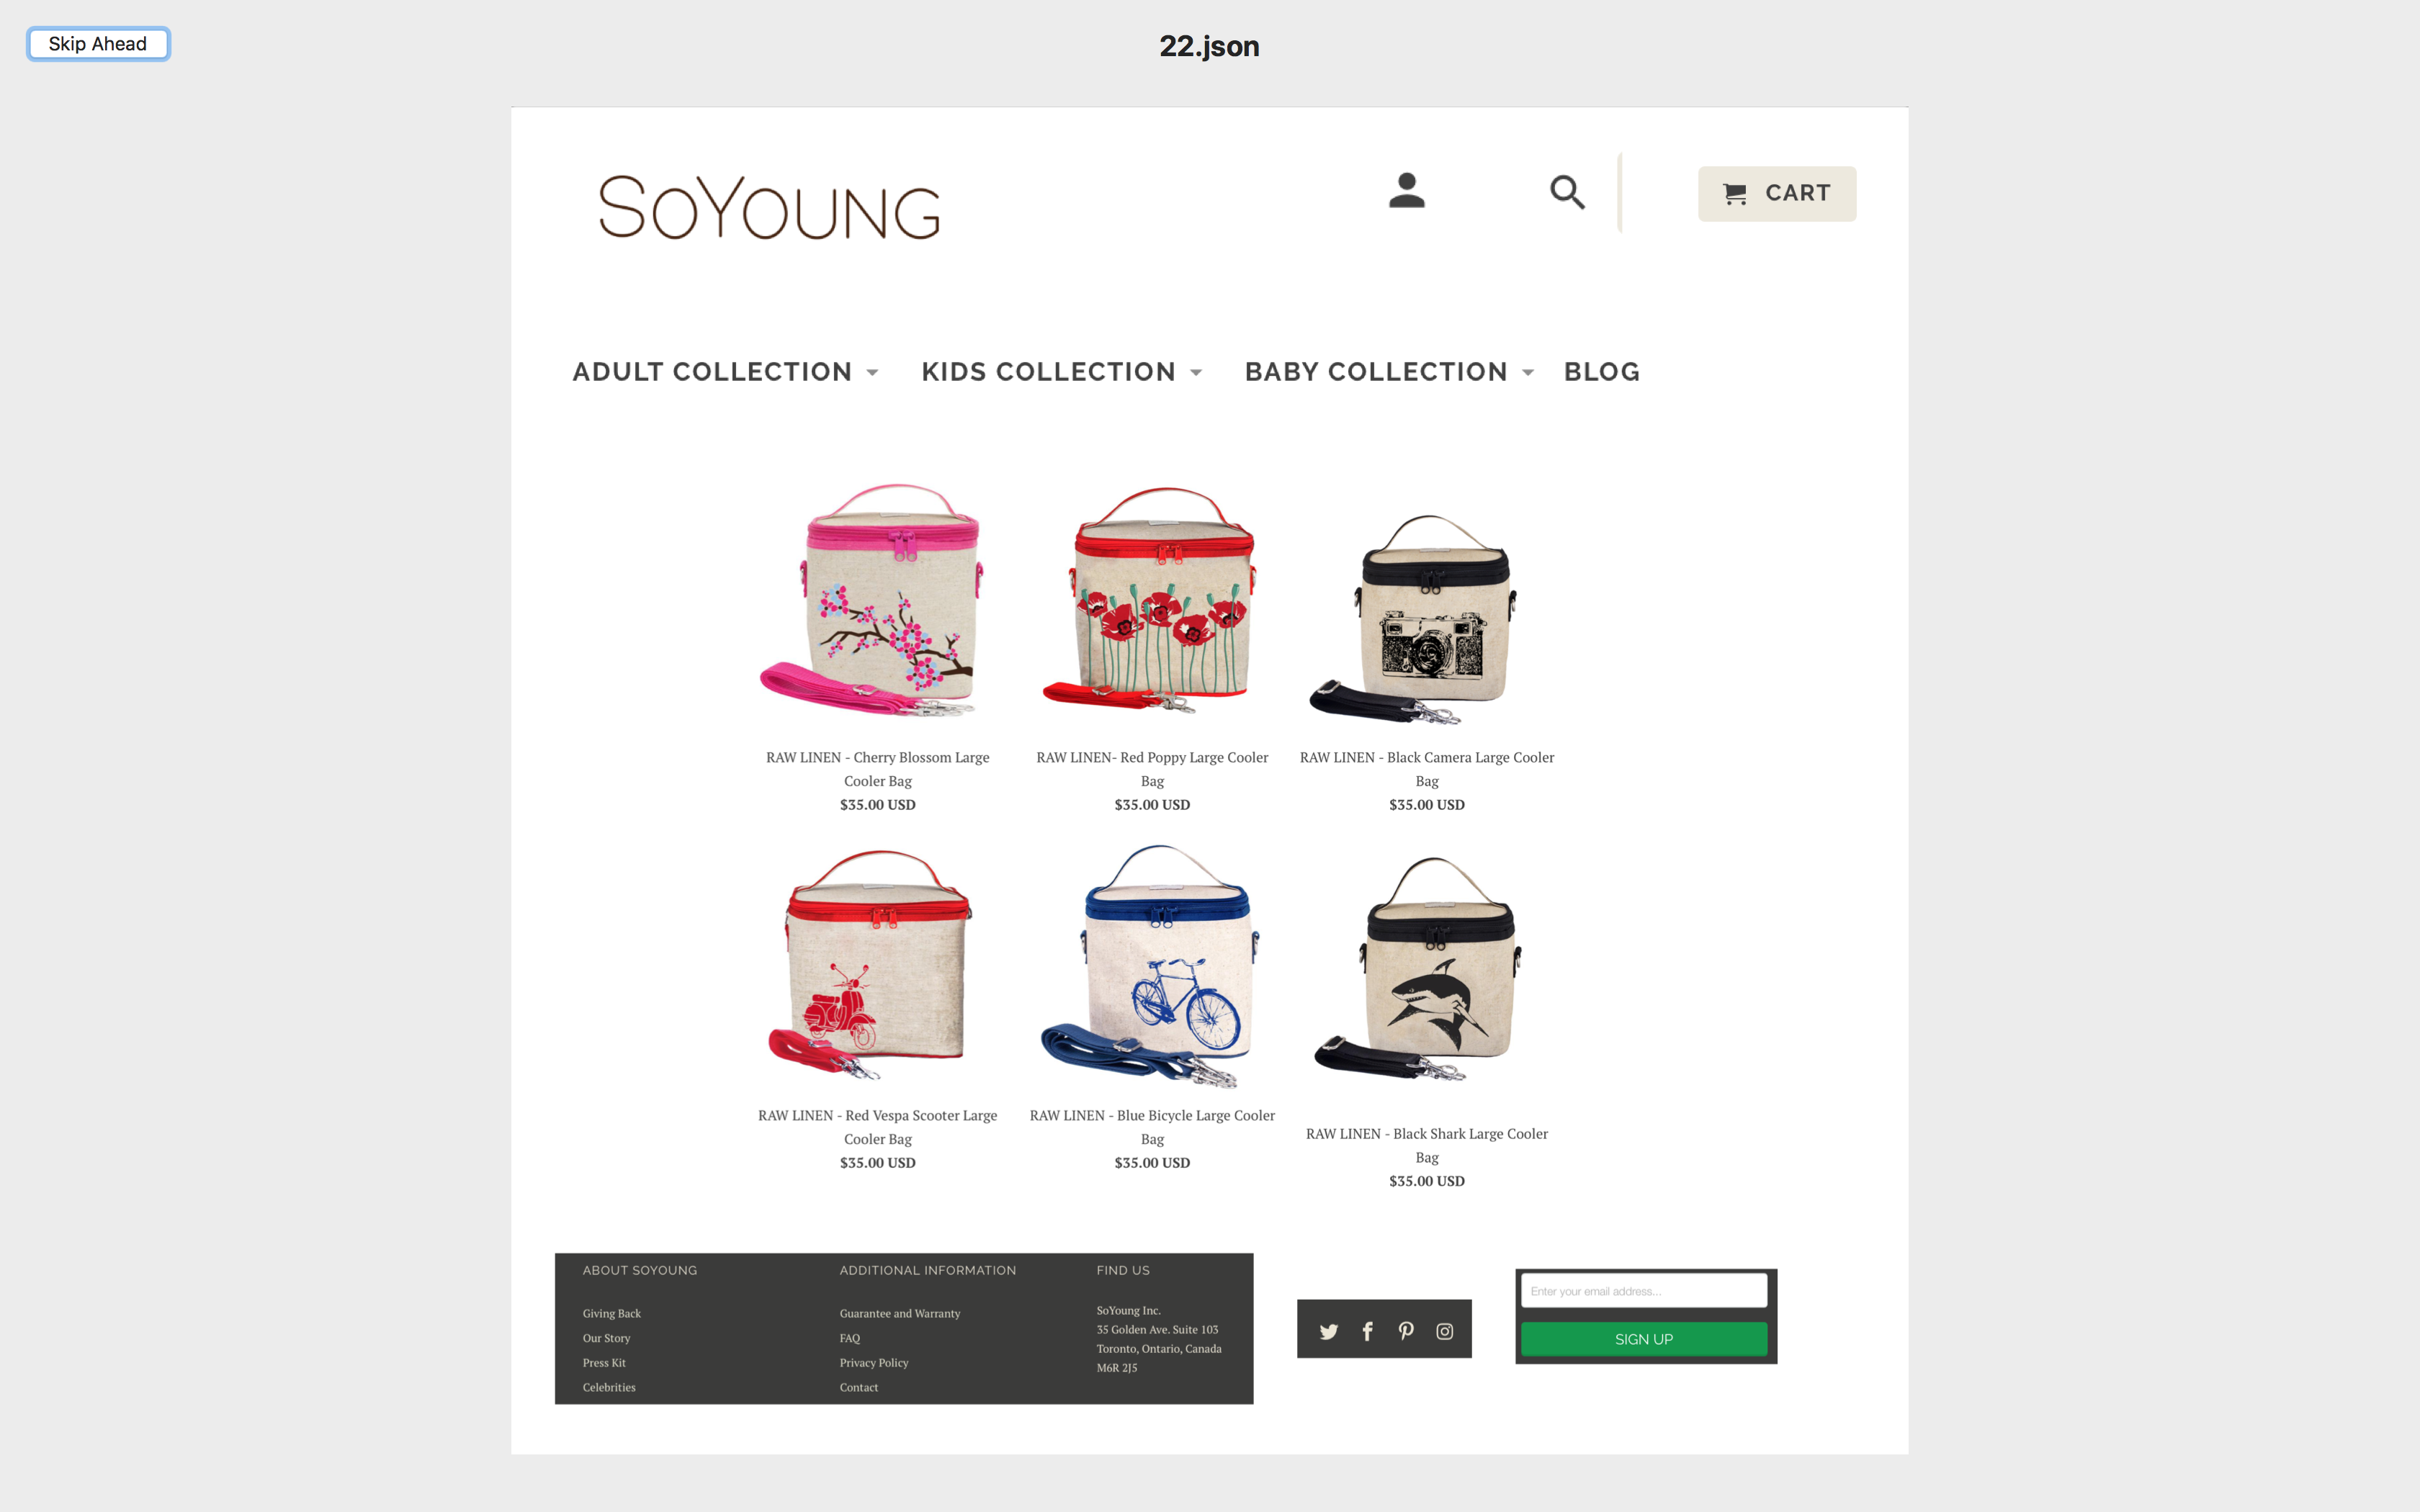 Skip Ahead
22.json
SOYOUNG
CART
ADULT COLLECTION
KIDS COLLECTION
BABY COLLECTION
BLOG
RAW LINEN - Cherry Blossom Large
Cooler Bag
$35.00 USD
RAW LINEN- Red Poppy Large Cooler
Bag
$35.00 USD
RAW LINEN - Black Camera Large Cooler
Bag
$35.00 USD
RAW LINEN - Red Vespa Scooter Large
Cooler Bag
$35.00 USD
RAW LINEN - Blue Bicycle Large Cooler
Bag
$35.00 USD
RAW LINEN - Black Shark Large Cooler
Bag
$35.00 USD
ABOUT SOYOUNG
Giving Back
Our Story
Press Kit
Celebrities
ADDITIONAL INFORMATION
Guarantee and Warranty
FAQ
Privacy Policy
Contact
FIND US
SoYoung Inc.
35 Golden Ave. Suite 103
Toronto, Ontario, Canada
M6R 2J5
Enter your email address...
SIGN UP